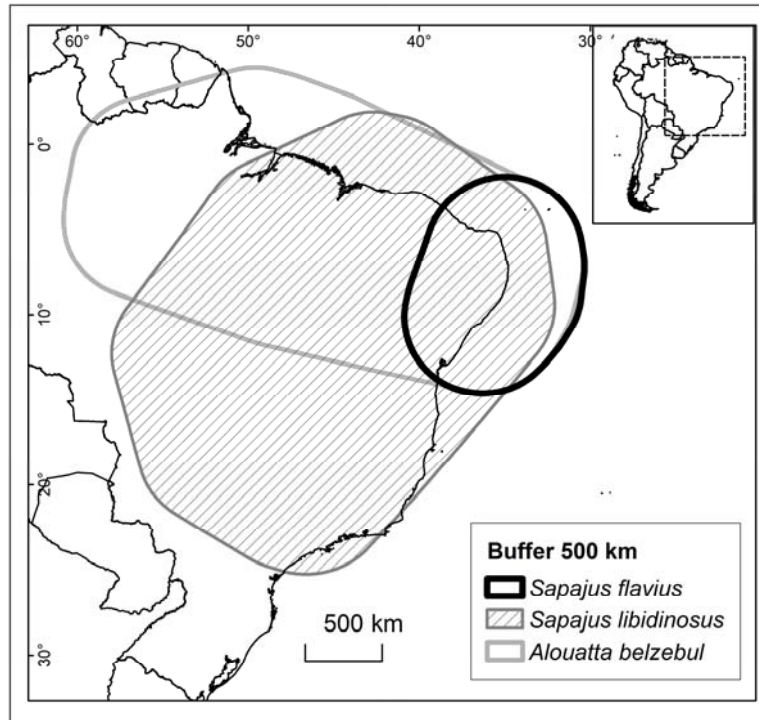 60° 50° 40° 30°
0°
10°
20°
30°
500 km
Buffer 500 km
Sapajus flavius
Sapajus libidinosus
Alouatta belzebul